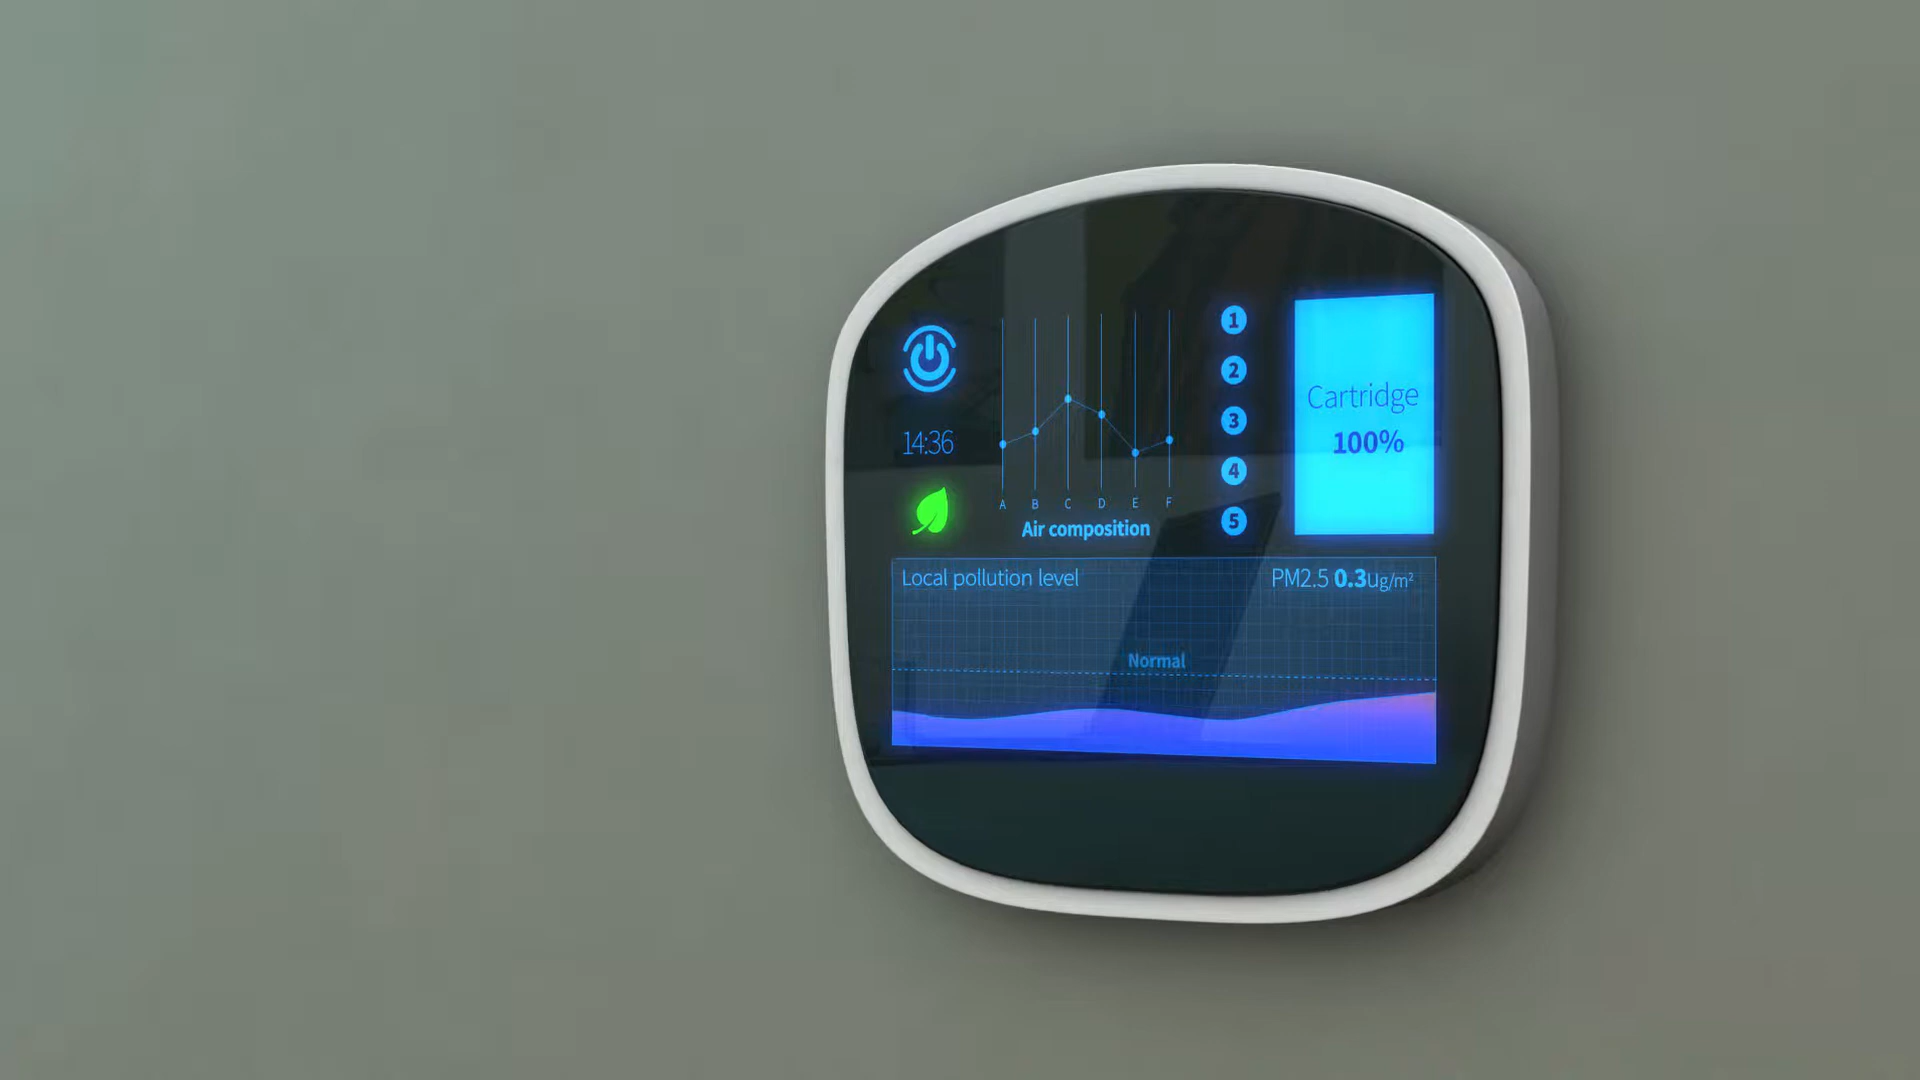 14:36
A B C D E F
Air composition
1
2
3
4
5
Cartridge
100%
Local pollution level
PM2.5 0.3ug/m²
Normal